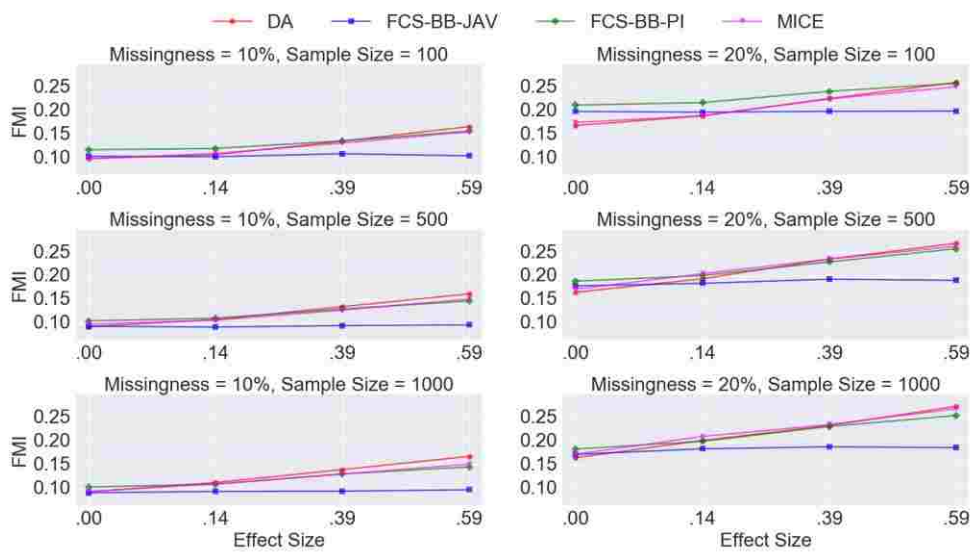 DA FCS-BB-JAV FCS-BB-PI MICE
Missingness = 10%, Sample Size = 100
Missingness = 20%, Sample Size = 100
FMI
0.25
0.20
0.15
0.10
.00 .14 .39 .59
0.25
0.20
0.15
0.10
.00 .14 .39 .59
Missingness = 10%, Sample Size = 500
Missingness = 20%, Sample Size = 500
FMI
0.25
0.20
0.15
0.10
.00 .14 .39 .59
0.25
0.20
0.15
0.10
.00 .14 .39 .59
Missingness = 10%, Sample Size = 1000
Missingness = 20%, Sample Size = 1000
FMI
0.25
0.20
0.15
0.10
.00 .14 .39 .59
Effect Size
0.25
0.20
0.15
0.10
.00 .14 .39 .59
Effect Size